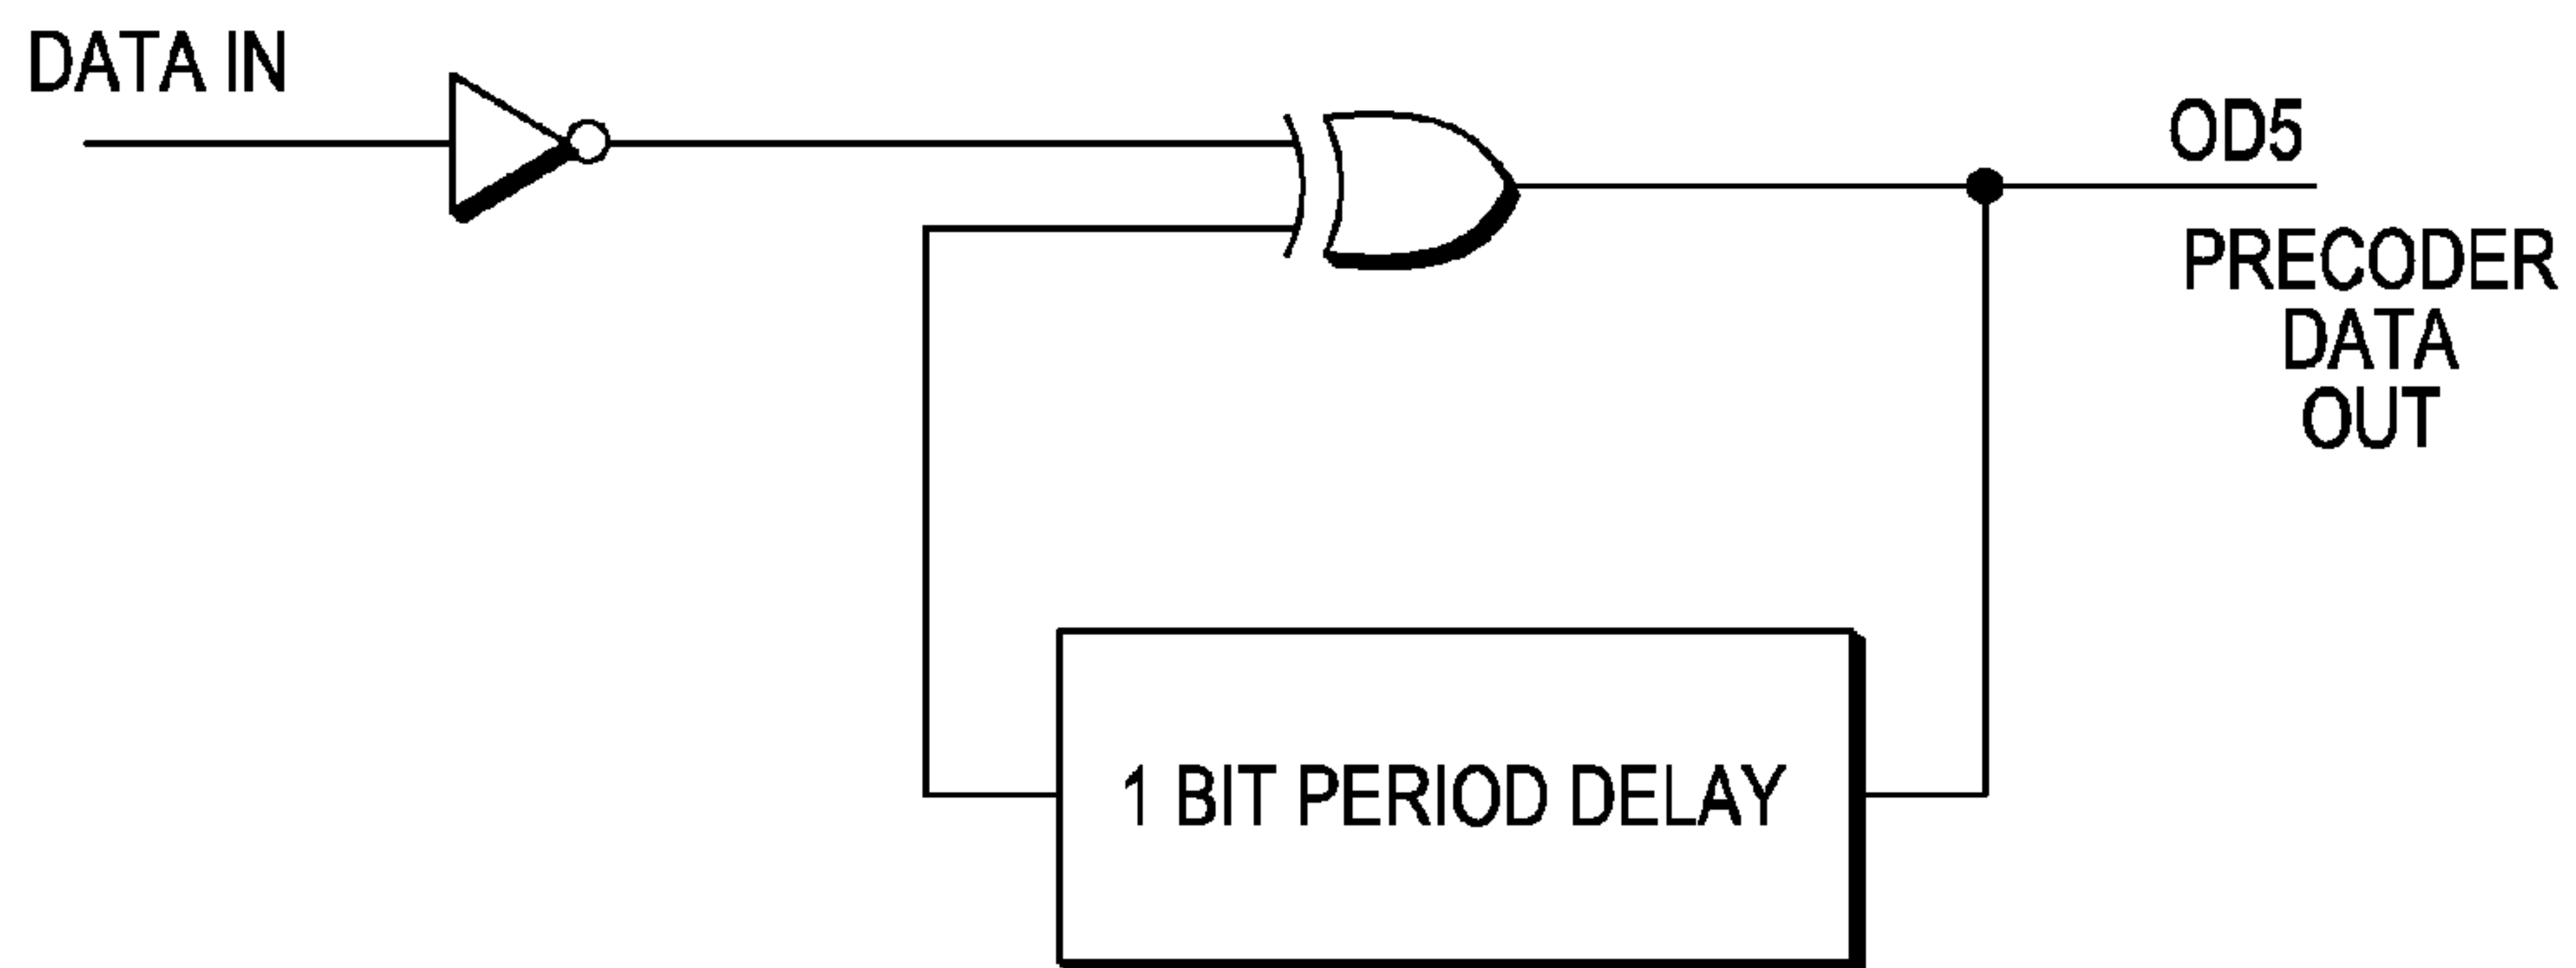 DATA IN
OD5
PRECODER
DATA
OUT
1 BIT PERIOD DELAY